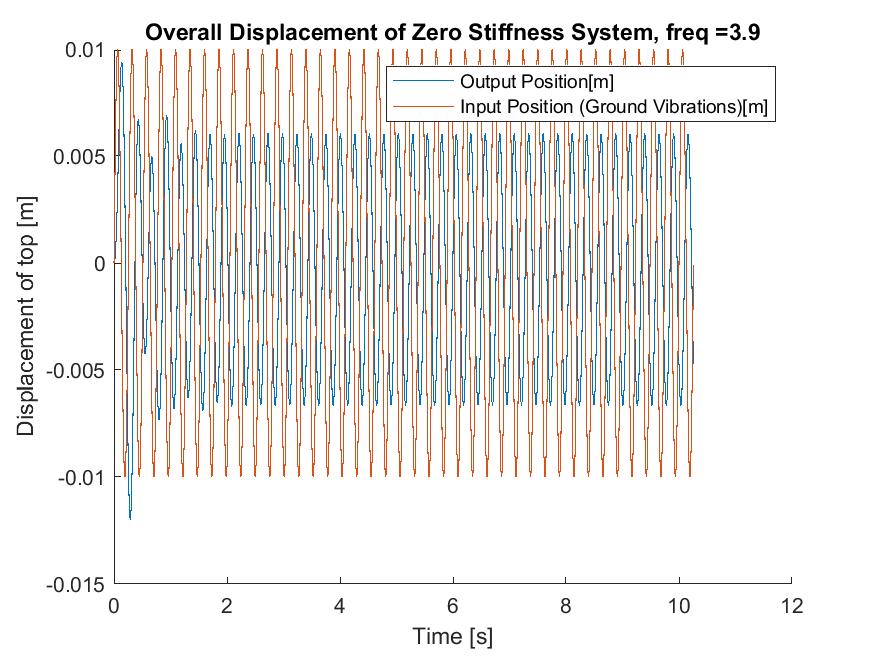 Overall Displacement of Zero Stiffness System, freq =3.9
0.01
0.005
0
-0.005
-0.01
-0.015
Displacement of top [m]
Output Position[m]
Input Position (Ground Vibrations)[m]
0 2 4 6 8 10 12
Time [s]